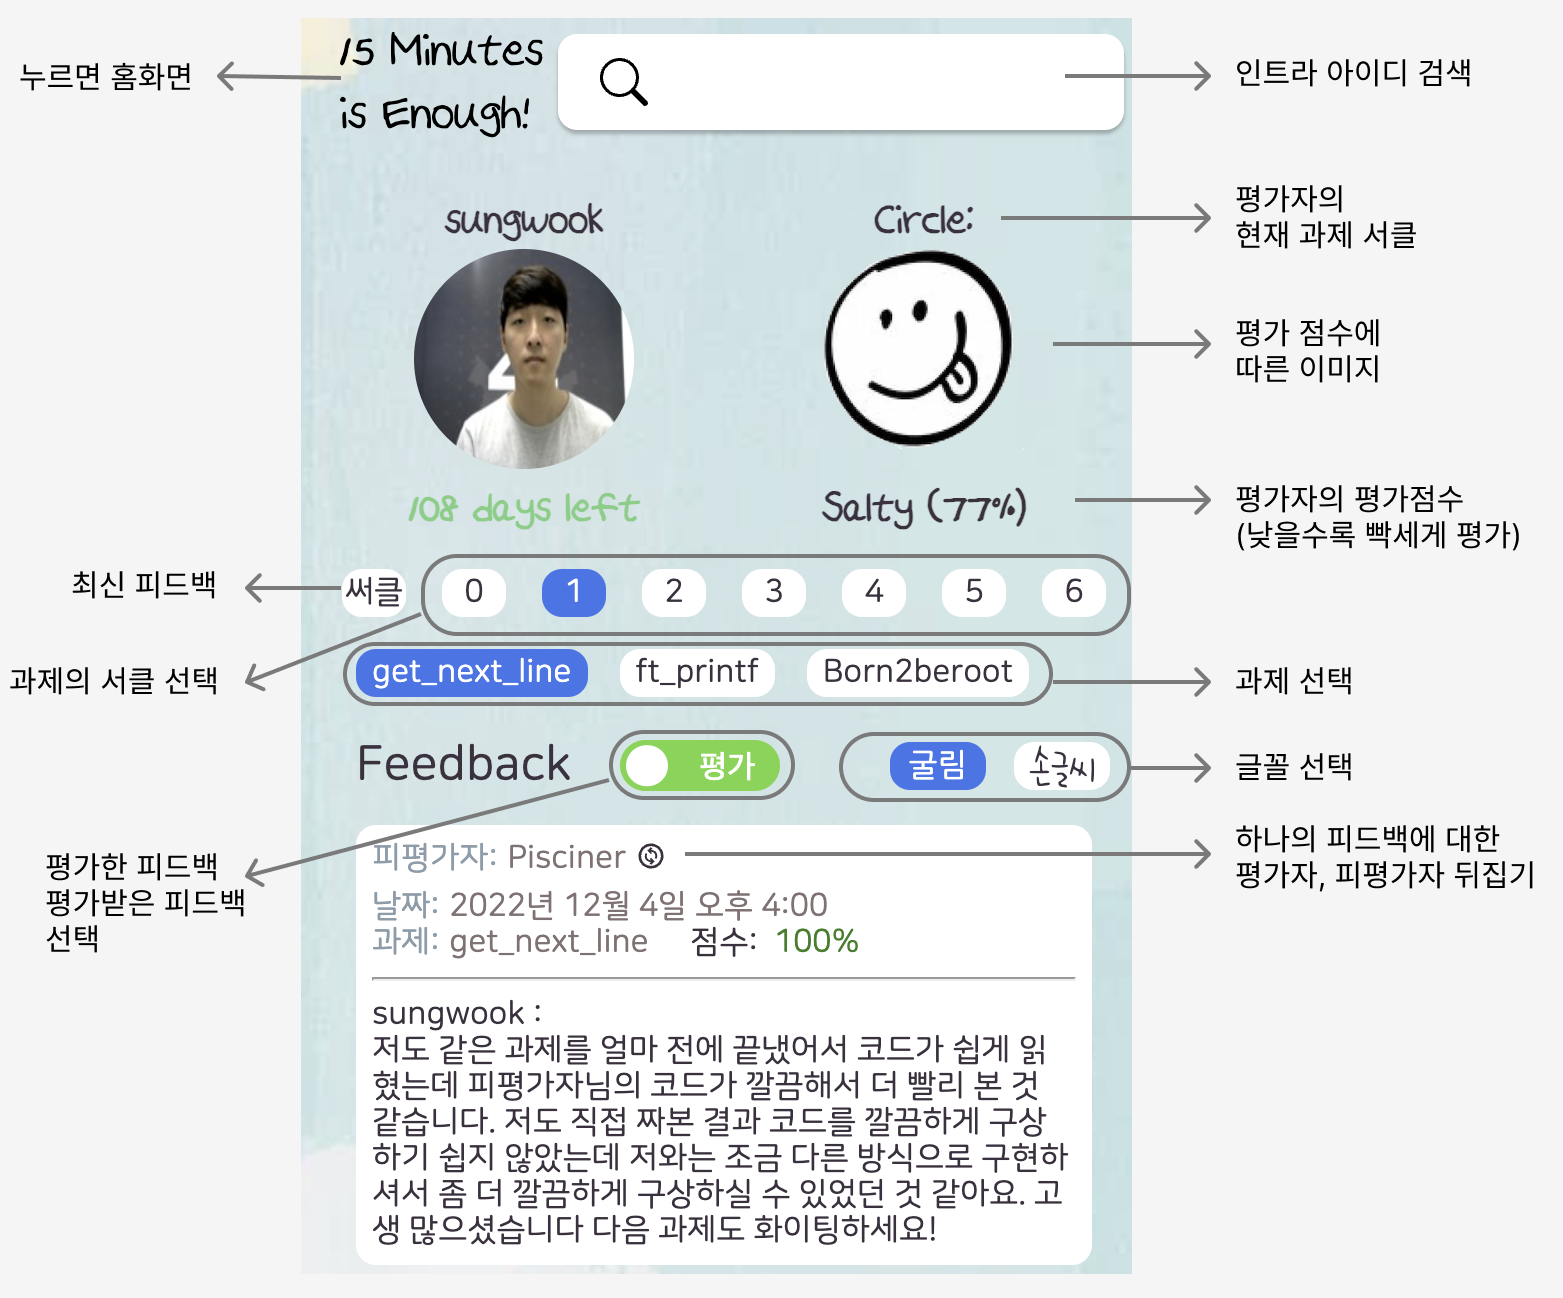 15 Minutes
is Enough!
누르면 홈화면
인트라 아이디 검색
sungwook
Circle:
평가자의
현재 과제 서클
평가 점수에
따른 이미지
108 days left
Salty (77%)
평가자의 평가점수
(낮을수록 빡세게 평가)
최신 피드백
써클 0 1 2 3 4 5 6
과제의 서클 선택
get_next_line ft_printf Born2beroot
과제 선택
Feedback 평가 굴림 손글씨
글꼴 선택
평가한 피드백
평가받은 피드백
선택
피평가자: Pisciner
하나의 피드백에 대한
평가자, 피평가자 뒤집기
날짜: 2022년 12월 4일 오후 4:00
과제: get_next_line 점수: 100%
sungwook :
저도 같은 과제를 얼마 전에 끝냈어서 코드가 쉽게 읽
혔는데 피평가자님의 코드가 깔끔해서 더 빨리 본 것
같습니다. 저도 직접 짜본 결과 코드를 깔끔하게 구상
하기 쉽지 않았는데 저와는 조금 다른 방식으로 구현하
셔서 좀 더 깔끔하게 구상하실 수 있었던 것 같아요. 고
생 많으셨습니다 다음 과제도 화이팅하세요!